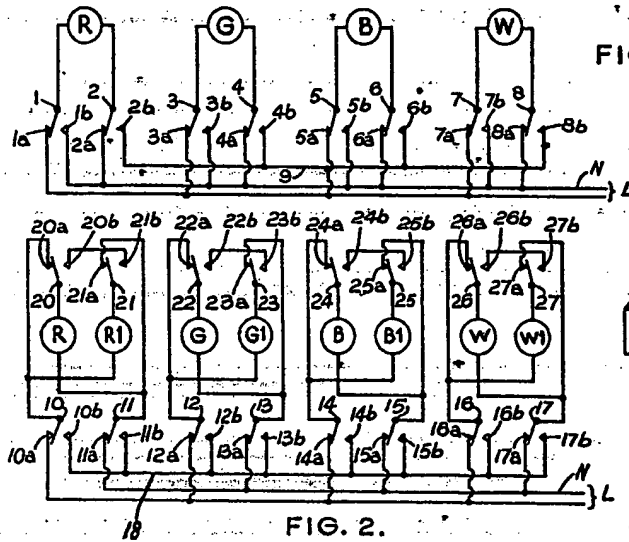 R G B W
FIG
1 2 3 4 5 6 7 8
1a 1b 2a 2b 3a 3b 4a 4b 5a 5b 6a 6b 7a 7b 8a 8b
9 N
L
20a 20b 21b 22a 22b 23b 24a 24b 25b 26a 26b 27b
20 21a 21 22 23a 23 24 25a 25 26 27a 27
R R1 G G1 B B1 W W1
10 10b 11 12 12b 13 14 14b 15 16 16b 17
10a 11a 11b 12a 13a 13b 14a 15a 15b 16a 17a 17b
N
L
18
FIG. 2.